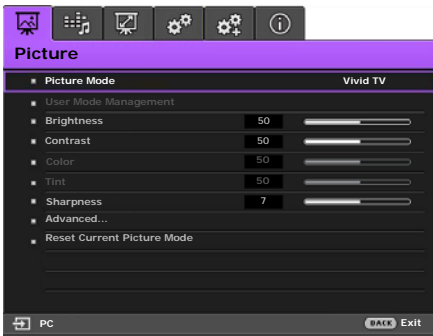 Picture
Picture Mode Vivid TV
User Mode Management
Brightness 50
Contrast 50
Color 50
Tint 50
Sharpness 7
Advanced...
Reset Current Picture Mode
PC BACK Exit